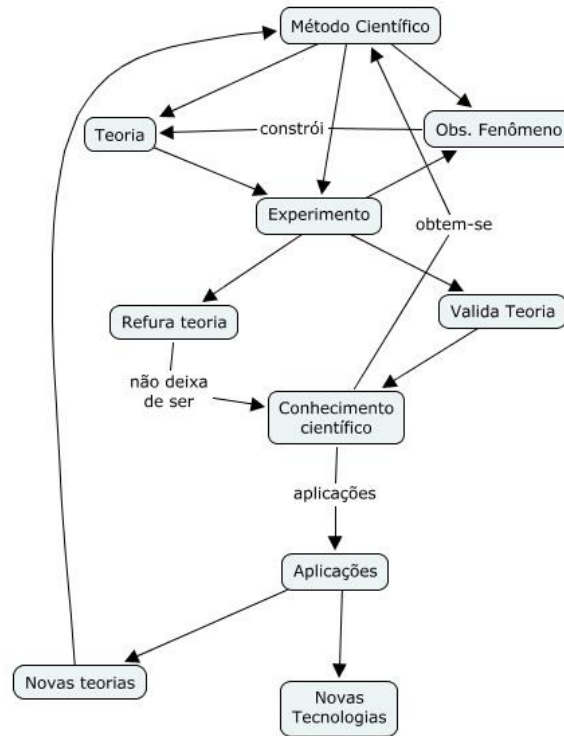 Método Científico
Teoria
constrói
Obs. Fenômeno
Experimento
obtem-se
Refura teoria
Valida Teoria
não deixa
de ser
Conhecimento
científico
aplicações
Aplicações
Novas teorias
Novas
Tecnologias